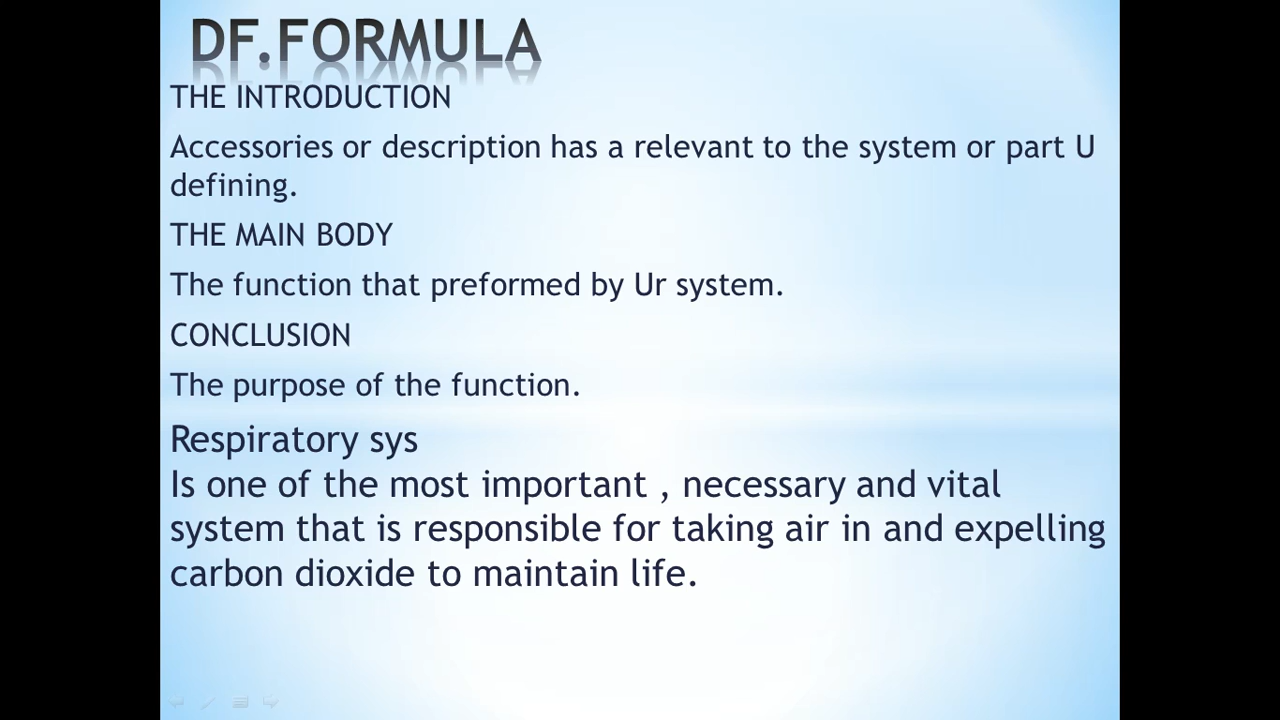 DF.FORMULA
THE INTRODUCTION
Accessories or description has a relevant to the system or part U
defining.
THE MAIN BODY
The function that preformed by Ur system.
CONCLUSION
The purpose of the function.
Respiratory sys
Is one of the most important , necessary and vital
system that is responsible for taking air in and expelling
carbon dioxide to maintain life.